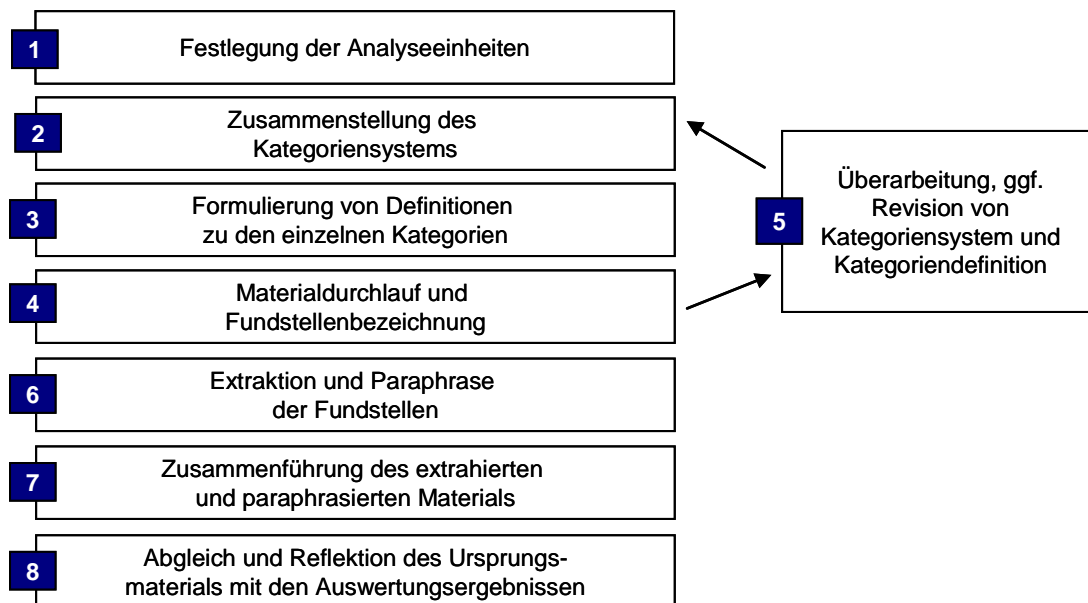 1
Festlegung der Analyseeinheiten
2
Zusammenstellung des
Kategoriensystems
3
Formulierung von Definitionen
zu den einzelnen Kategorien
4
Materialdurchlauf und
Fundstellenbezeichnung
5
Überarbeitung, ggf.
Revision von
Kategoriensystem und
Kategoriendefinition
6
Extraktion und Paraphrase
der Fundstellen
7
Zusammenführung des extrahierten
und paraphrasierten Materials
8
Abgleich und Reflektion des Ursprungs-
materials mit den Auswertungsergebnissen